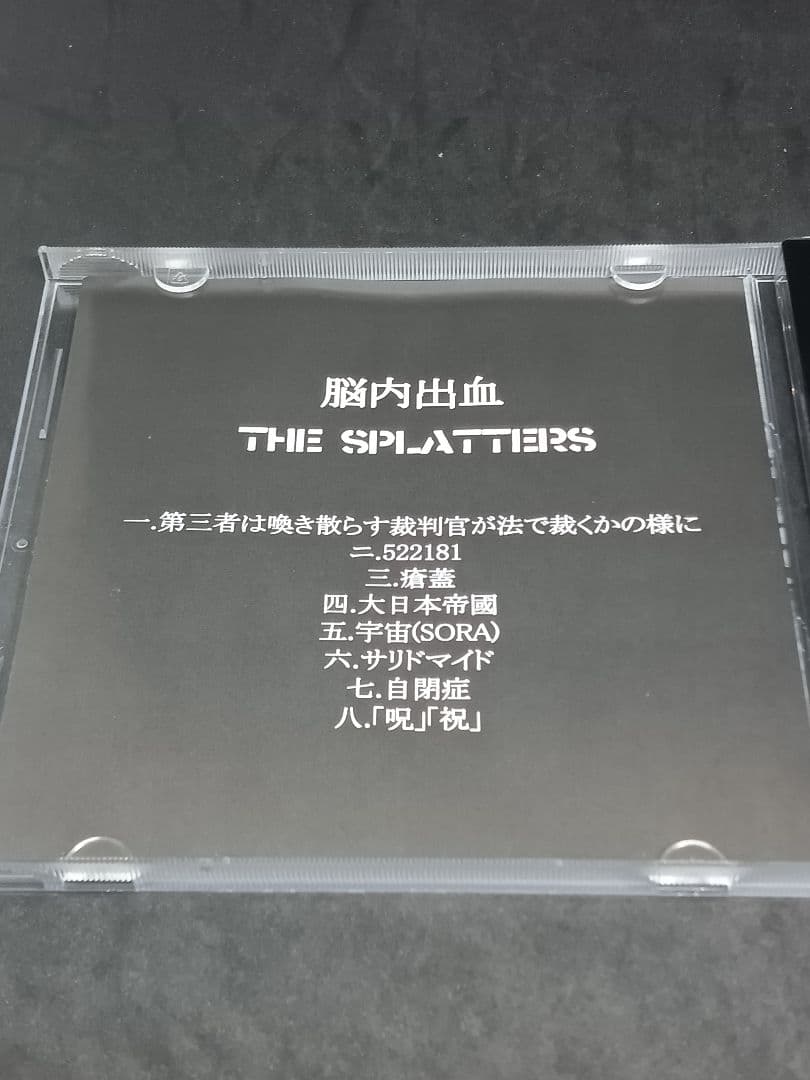 脳内出血
THE SPLATTERS
一.第三者は喚き散らす裁判官が法で裁くかの様に
二.522181
三.瘡蓋
四.大日本帝國
五.宇宙(SORA)
六.サリドマイド
七.自閉症
八.「呪」「祝」